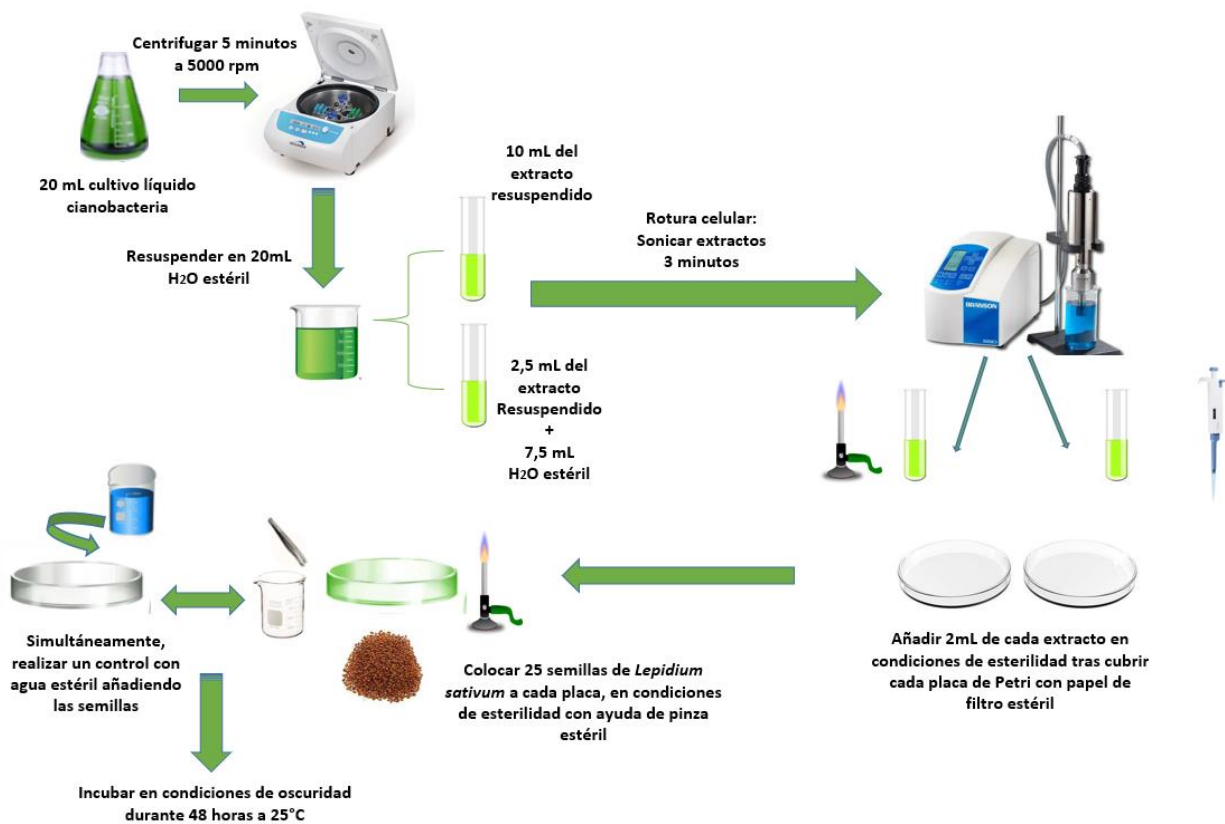 Centrifugar 5 minutos
a 5000 rpm
20 mL cultivo líquido
cianobacteria
Resuspender en 20mL
H2O estéril
10 mL del
extracto
resuspendido
2,5 mL del
extracto
Resuspendido
+
7,5 mL
H2O estéril
Rotura celular:
Sonicar extractos
3 minutos
BRANSON
Añadir 2mL de cada extracto en
condiciones de esterilidad tras cubrir
cada placa de Petri con papel de
filtro estéril
Colocar 25 semillas de Lepidium
sativum a cada placa, en condiciones
de esterilidad con ayuda de pinza
estéril
Simultáneamente,
realizar un control con
agua estéril añadiendo
las semillas
Incubar en condiciones de oscuridad
durante 48 horas a 25°C